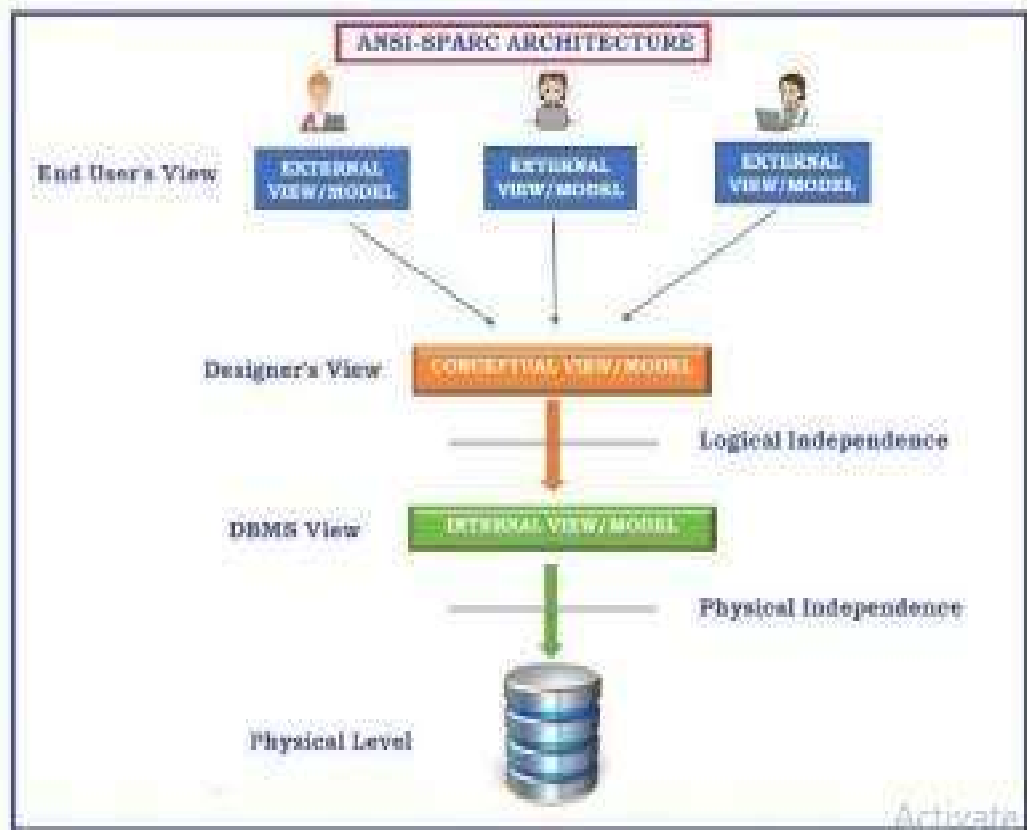 ANSI-SPARC ARCHITECTURE
End User's View
EXTERNAL
VIEW/MODEL
EXTERNAL
VIEW/MODEL
EXTERNAL
VIEW/MODEL
Designer's View
CONCEPTUAL VIEW/MODEL
Logical Independence
DBMS View
INTERNAL VIEW/MODEL
Physical Independence
Physical Level
Activate